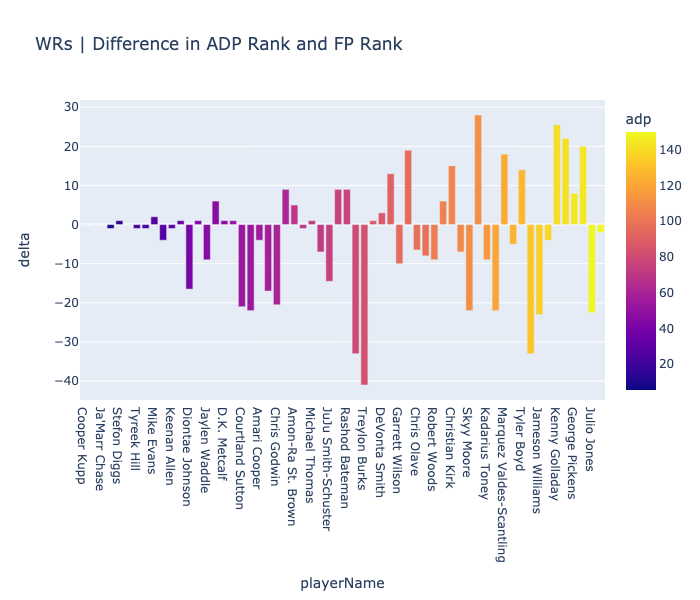 WRs | Difference in ADP Rank and FP Rank
adp
30
20
10
0
−10
−20
−30
−40
delta
140
120
100
80
60
40
20
Cooper Kupp
Ja'Marr Chase
Stefon Diggs
Tyreek Hill
Mike Evans
Keenan Allen
Diontae Johnson
Jaylen Waddle
D.K. Metcalf
Courtland Sutton
Amari Cooper
Chris Godwin
Amon-Ra St. Brown
Michael Thomas
JuJu Smith-Schuster
Rashod Bateman
Treylon Burks
DeVonta Smith
Garrett Wilson
Chris Olave
Robert Woods
Christian Kirk
Skyy Moore
Kadarius Toney
Marquez Valdes-Scantling
Tyler Boyd
Jameson Williams
Kenny Golladay
George Pickens
Julio Jones
playerName